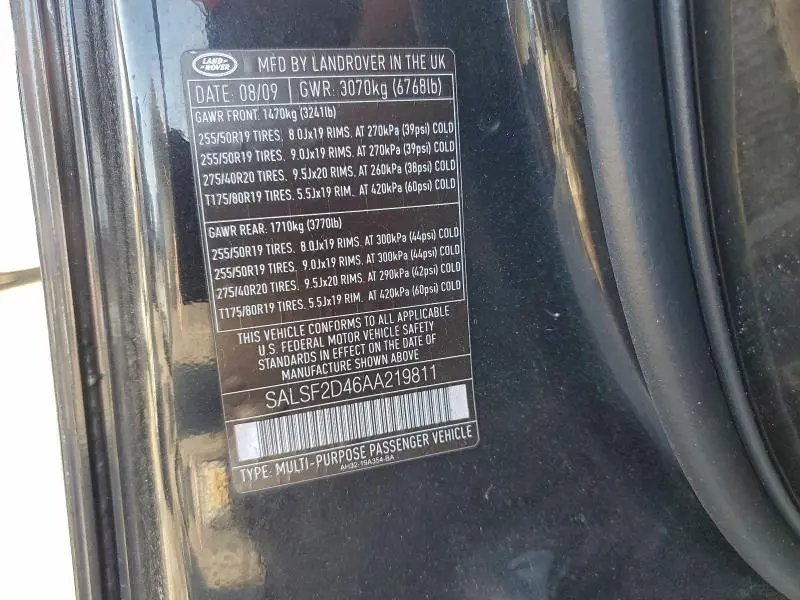 LAND ROVER MFD BY LANDROVER IN THE UK
DATE: 08/09 GWR: 3070kg (6768lb)
GAWR FRONT: 1470kg (3241lb)
255/50R19 TIRES. 8.0Jx19 RIMS. AT 270kPa (39psi) COLD
255/50R19 TIRES. 9.0Jx19 RIMS. AT 270kPa (39psi) COLD
275/40R20 TIRES. 9.5Jx20 RIMS. AT 260kPa (38psi) COLD
T175/80R19 TIRES. 5.5Jx19 RIM. AT 420kPa (60psi) COLD
GAWR REAR: 1710kg (3770lb)
255/50R19 TIRES. 8.0Jx19 RIMS. AT 300kPa (44psi) COLD
255/50R19 TIRES. 9.0Jx19 RIMS. AT 300kPa (44psi) COLD
275/40R20 TIRES. 9.5Jx20 RIMS. AT 290kPa (42psi) COLD
T175/80R19 TIRES. 5.5Jx19 RIM. AT 420kPa (60psi) COLD
THIS VEHICLE CONFORMS TO ALL APPLICABLE
U.S. FEDERAL MOTOR VEHICLE SAFETY
STANDARDS IN EFFECT ON THE DATE OF
MANUFACTURE SHOWN ABOVE
SALSF2D46AA219811
TYPE: MULTI-PURPOSE PASSENGER VEHICLE
AH32-19A354-BA